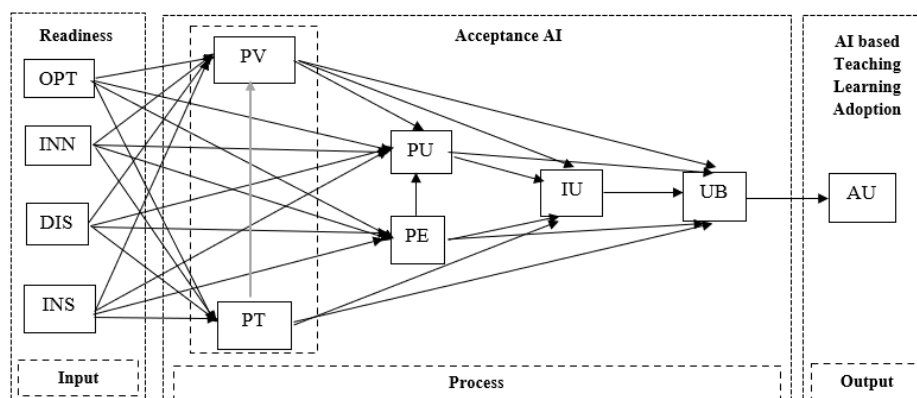 Readiness
OPT
INN
DIS
INS
Input
Acceptance AI
PV
PU
PE
PT
IU
UB
Process
AI based
Teaching
Learning
Adoption
AU
Output